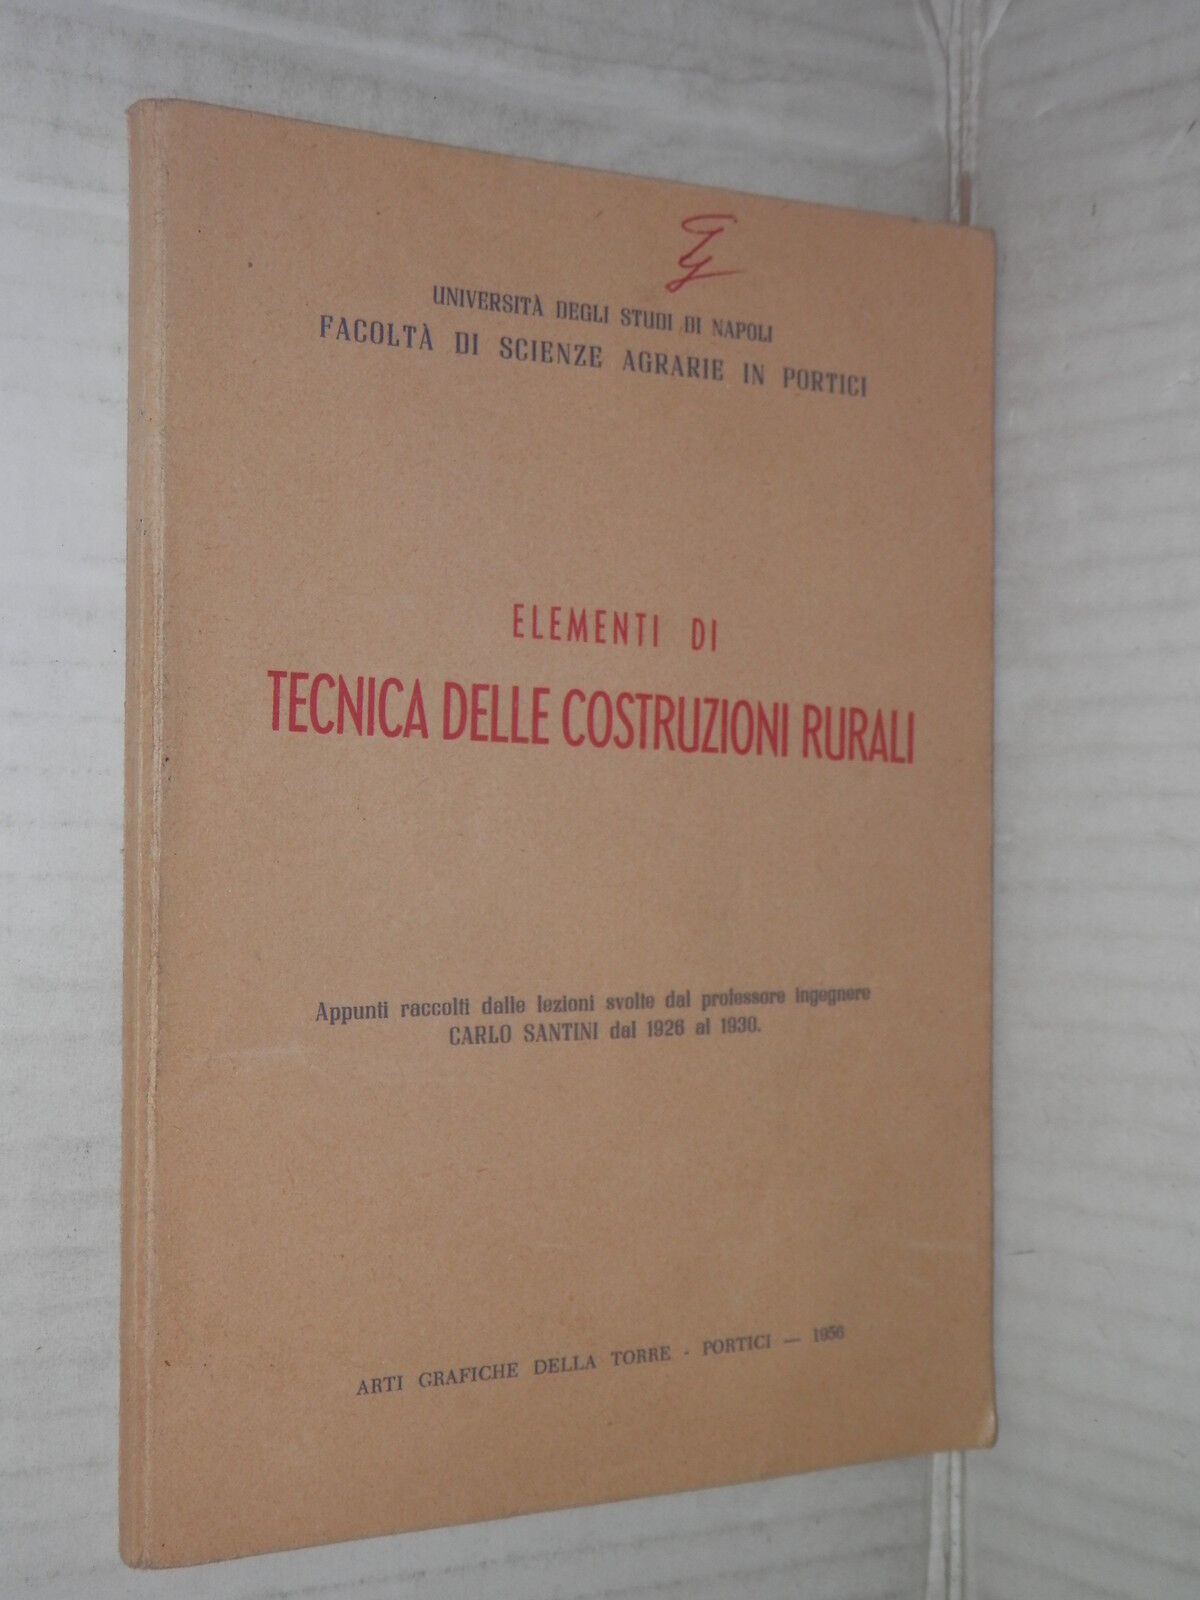 UNIVERSITÀ DEGLI STUDI DI NAPOLI
FACOLTÀ DI SCIENZE AGRARIE IN PORTICI
ELEMENTI DI
TECNICA DELLE COSTRUZIONI RURALI
Appunti raccolti dalle lezioni svolte dal professore ingegnere
CARLO SANTINI dal 1926 al 1930.
ARTI GRAFICHE DELLA TORRE - PORTICI — 1956